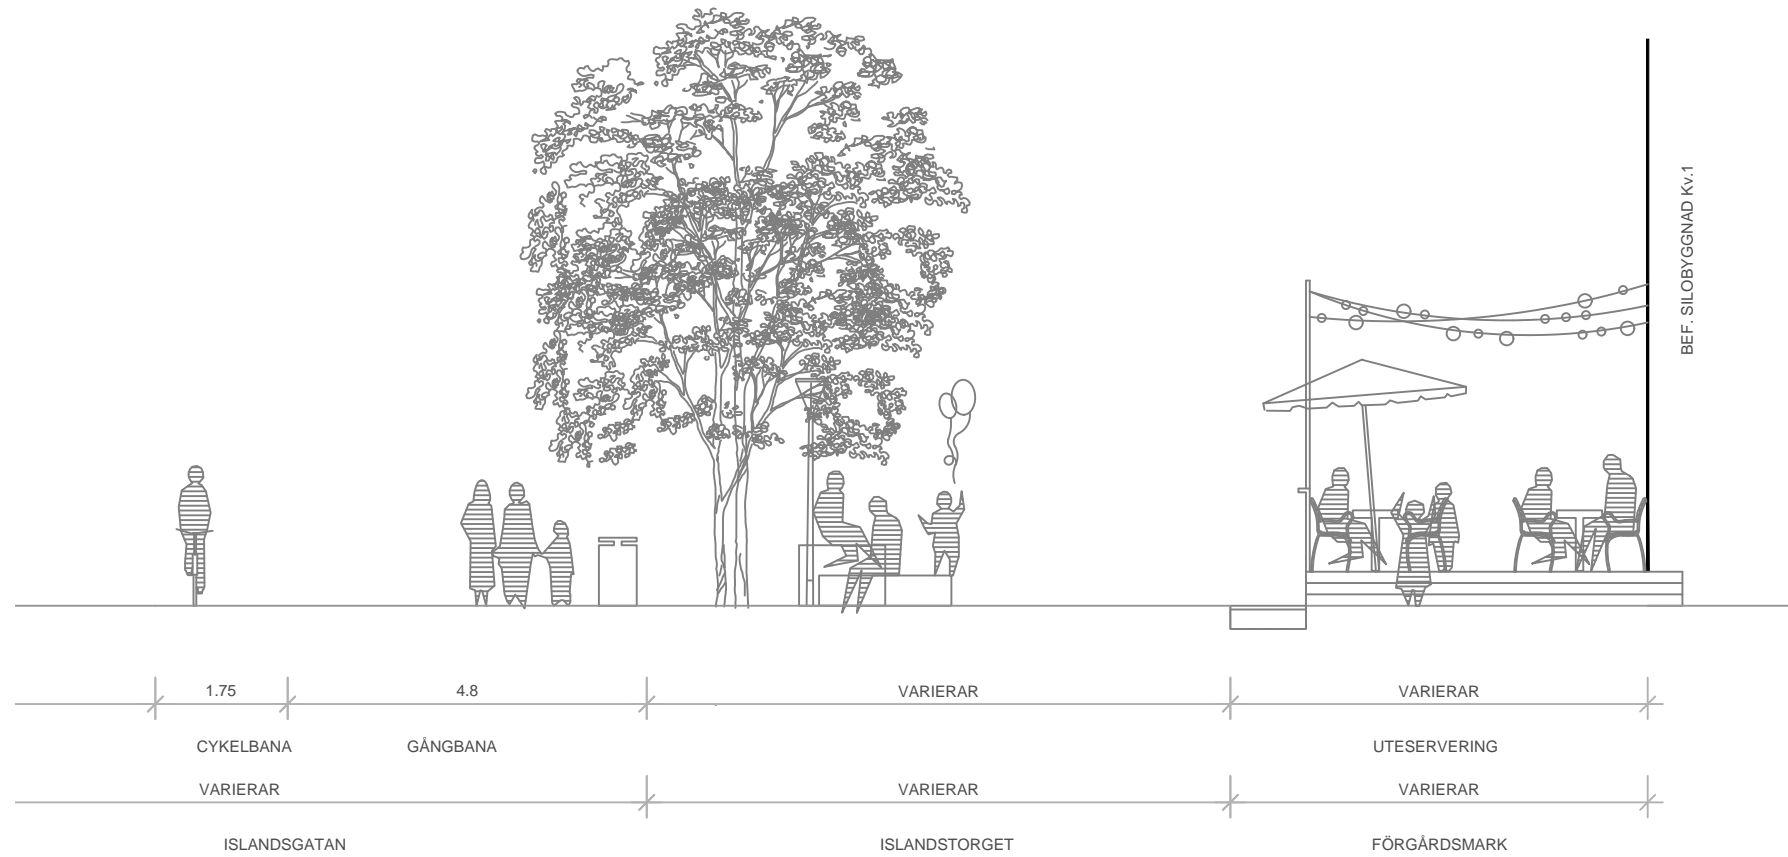 BEF. SILOBYGGNAD Kv.1
1.75
4.8
VARIERAR
VARIERAR
CYKELBANA
GÅNGBANA
UTESERVERING
VARIERAR
VARIERAR
VARIERAR
ISLANDSGATAN
ISLANDSTORGET
FÖRGÅRDSMARK